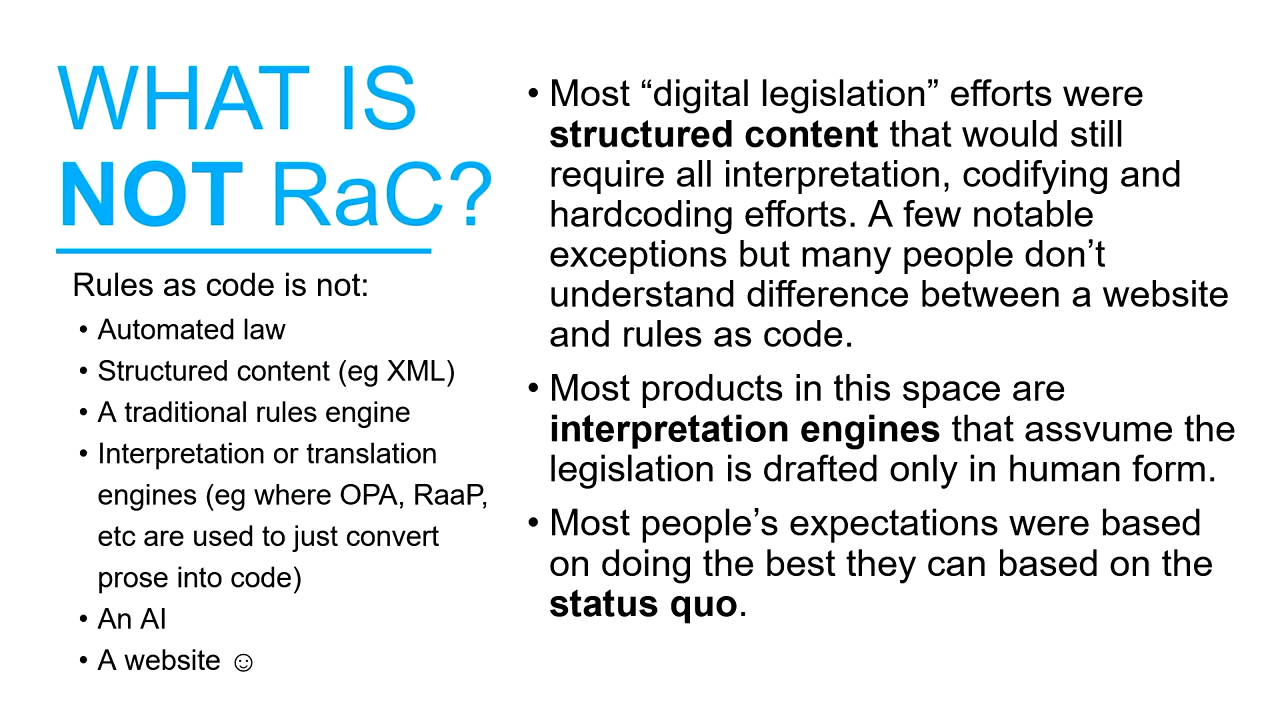 WHAT IS
NOT RaC?
Rules as code is not:
• Automated law
• Structured content (eg XML)
• A traditional rules engine
• Interpretation or translation
engines (eg where OPA, RaaP,
etc are used to just convert
prose into code)
• An AI
• A website ☺
• Most “digital legislation” efforts were
structured content that would still
require all interpretation, codifying and
hardcoding efforts. A few notable
exceptions but many people don’t
understand difference between a website
and rules as code.
• Most products in this space are
interpretation engines that assvume the
legislation is drafted only in human form.
• Most people’s expectations were based
on doing the best they can based on the
status quo.